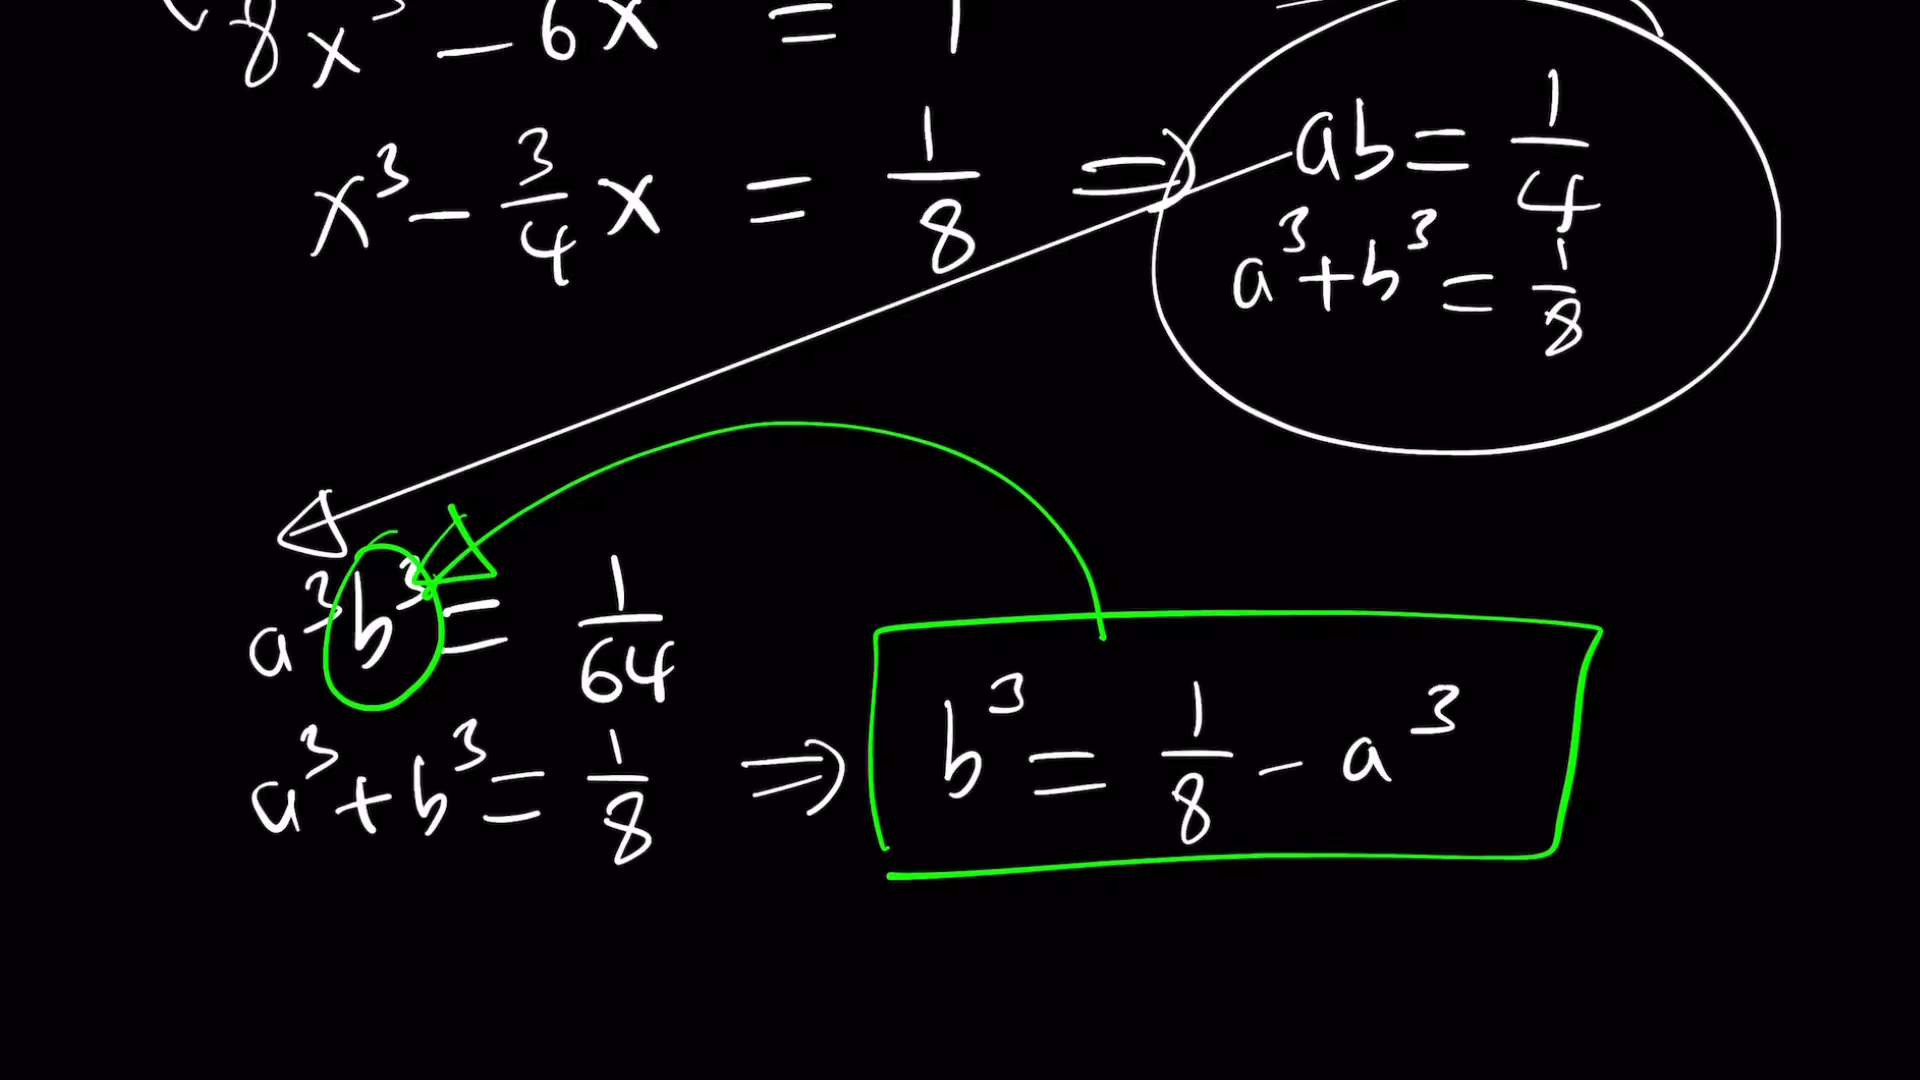 8x³ − 6x = 1
x³ − 3/4 x = 1/8 ⇒ ab = 1/4
a³ + b³ = 1/8
a³b³ = 1/64
a³ + b³ = 1/8 ⇒ b³ = 1/8 − a³